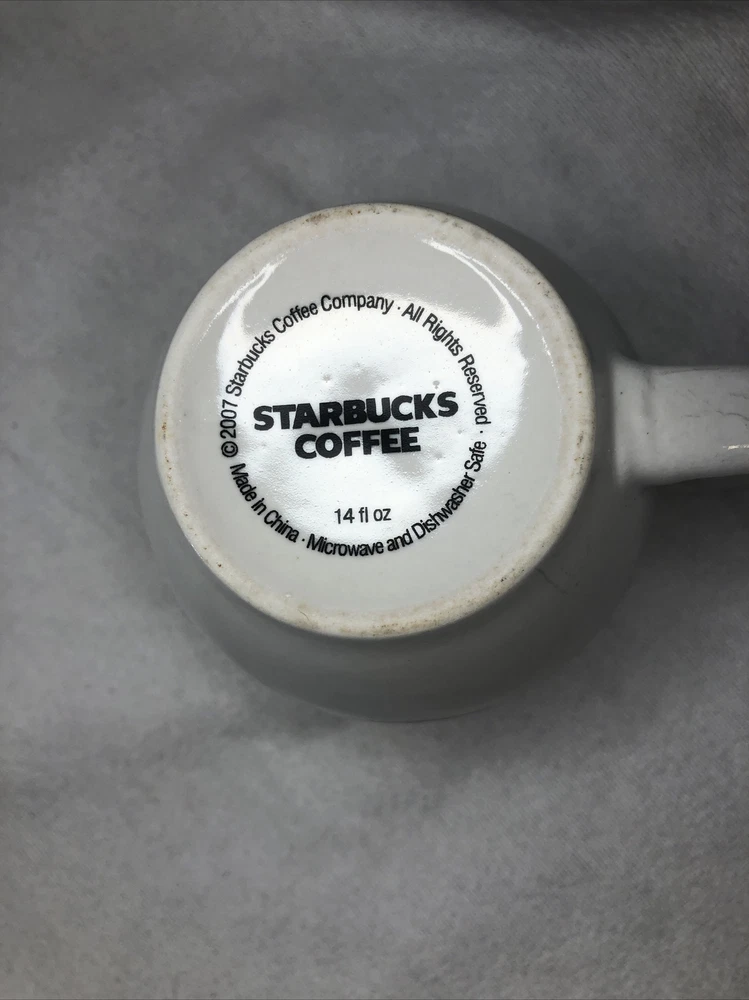 ©2007 Starbucks Coffee Company · All Rights Reserved ·
STARBUCKS
COFFEE
14 fl oz
Made In China · Microwave and Dishwasher Safe